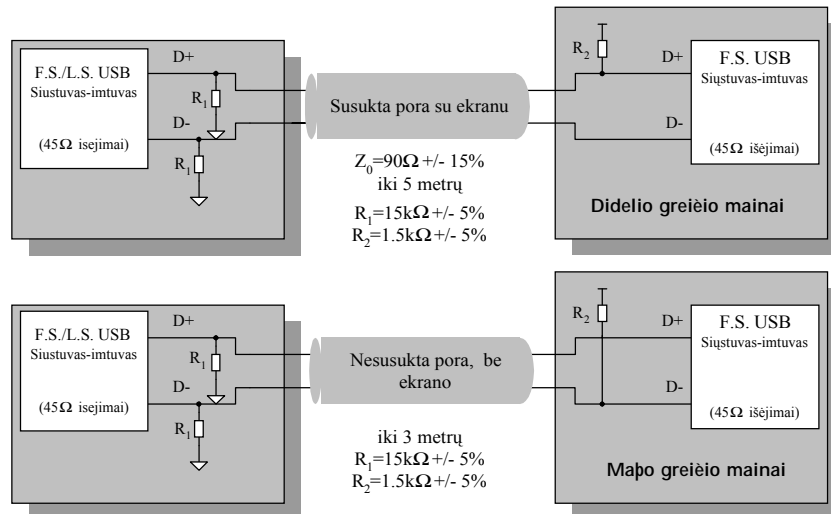 D+
F.S./L.S. USB
Siustuvas-imtuvas
R1
D-
(45Ω isejimai)
R1
Susukta pora su ekranu
Z0=90Ω +/- 15%
iki 5 metrų
R1=15kΩ +/- 5%
R2=1.5kΩ +/- 5%
R2
D+
F.S. USB
Siųstuvas-imtuvas
D-
(45Ω išėjimai)
Didelio greièio mainai
D+
F.S./L.S. USB
Siustuvas-imtuvas
R1
D-
(45Ω isejimai)
R1
Nesusukta pora, be
ekrano
iki 3 metrų
R1=15kΩ +/- 5%
R2=1.5kΩ +/- 5%
R2
D+
F.S. USB
Siųstuvas-imtuvas
D-
(45Ω išėjimai)
Maþo greièio mainai